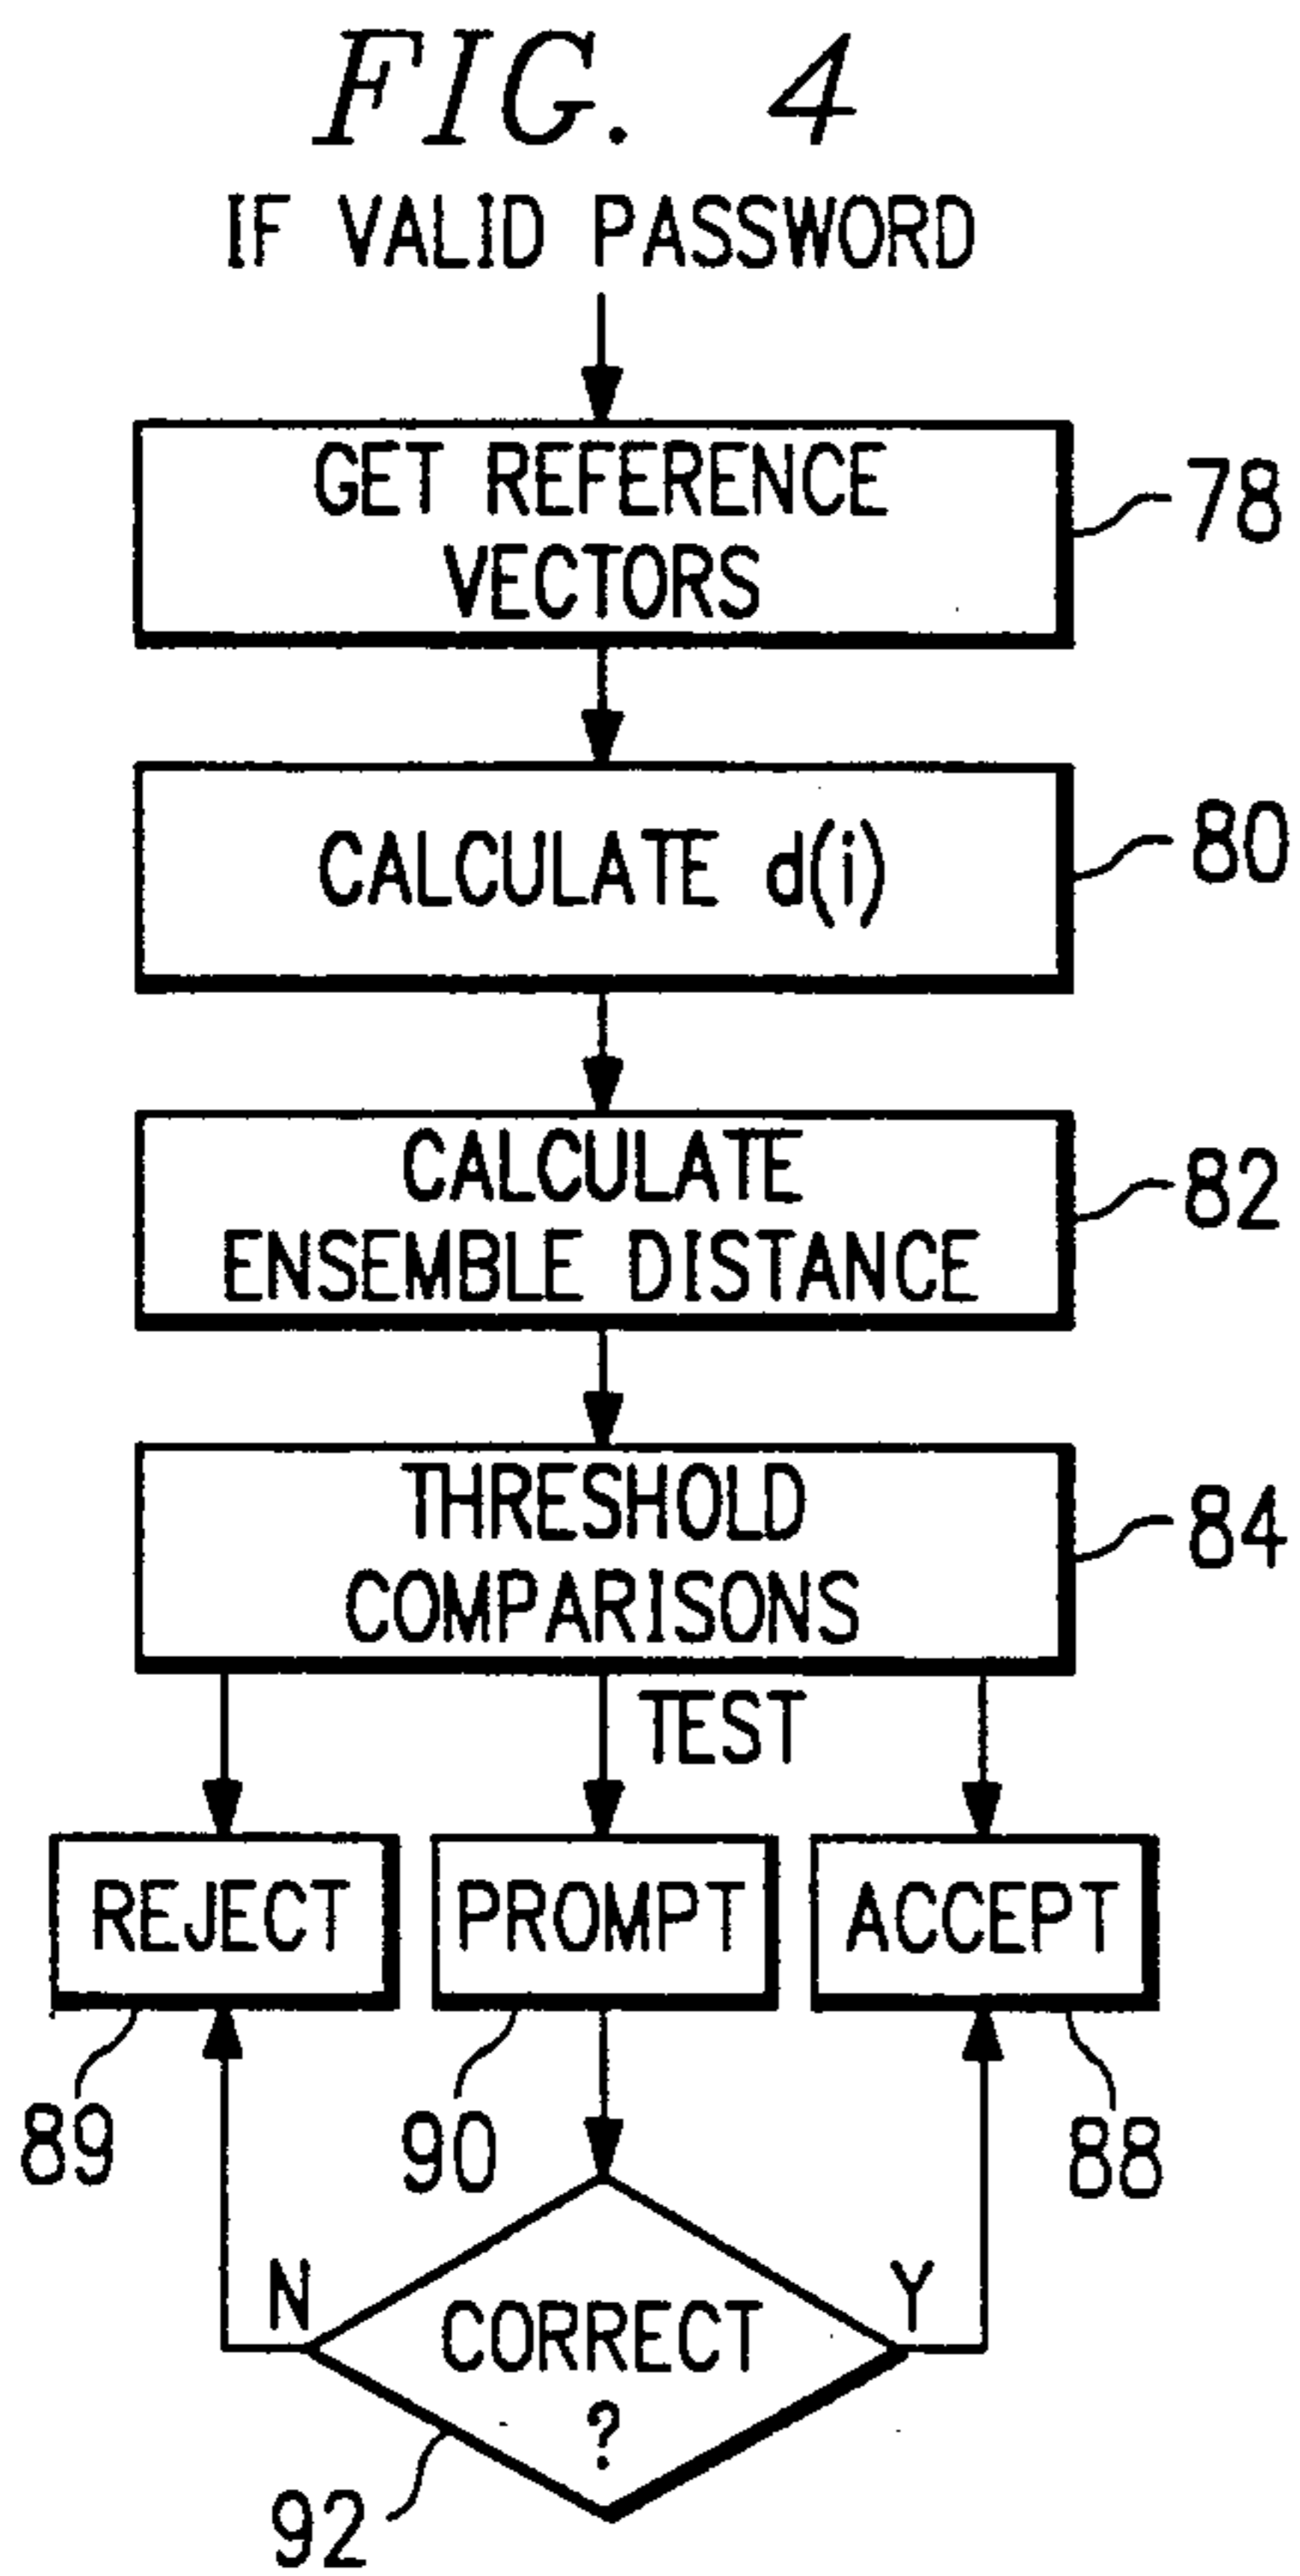 FIG. 4
IF VALID PASSWORD
GET REFERENCE
VECTORS
78
CALCULATE d(i)
80
CALCULATE
ENSEMBLE DISTANCE
82
THRESHOLD
COMPARISONS
84
TEST
REJECT
PROMPT
ACCEPT
89
90
88
N
Y
CORRECT
?
92